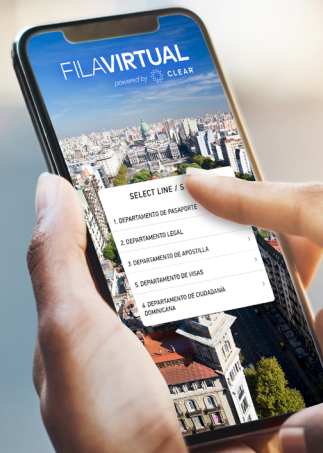 FILAVIRTUAL
powered by CLEAR
SELECT LINE / S
1. DEPARTAMENTO DE PASAPORTE
2. DEPARTAMENTO LEGAL
3. DEPARTAMENTO DE APOSTILLA
5. DEPARTAMENTO DE VISAS
6. DEPARTAMENTO DE CIUDADANÍA
DOMINICANA